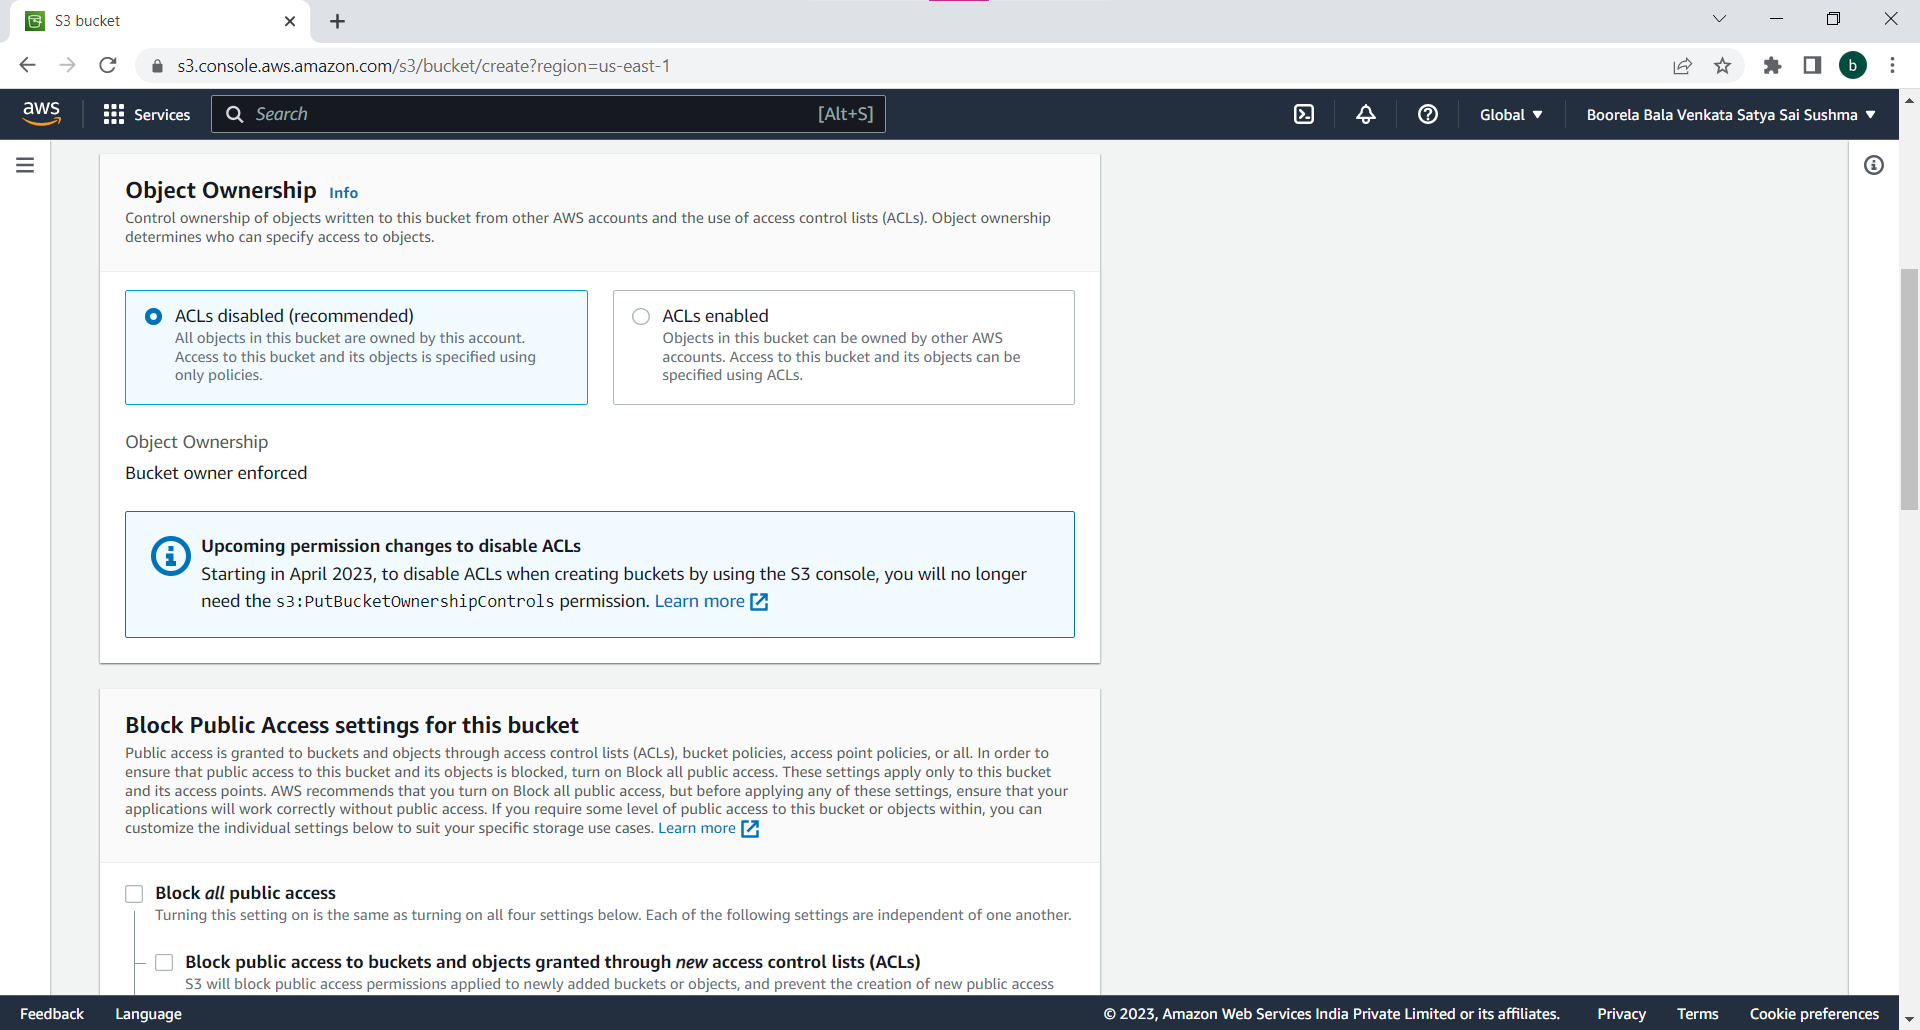 S3 bucket
s3.console.aws.amazon.com/s3/bucket/create?region=us-east-1
b
aws
Services
Search
[Alt+S]
Global
Boorela Bala Venkata Satya Sai Sushma
Object Ownership Info
Control ownership of objects written to this bucket from other AWS accounts and the use of access control lists (ACLs). Object ownership
determines who can specify access to objects.
ACLs disabled (recommended)
All objects in this bucket are owned by this account.
Access to this bucket and its objects is specified using
only policies.
ACLs enabled
Objects in this bucket can be owned by other AWS
accounts. Access to this bucket and its objects can be
specified using ACLs.
Object Ownership
Bucket owner enforced
Upcoming permission changes to disable ACLs
Starting in April 2023, to disable ACLs when creating buckets by using the S3 console, you will no longer
need the s3:PutBucketOwnershipControls permission. Learn more
Block Public Access settings for this bucket
Public access is granted to buckets and objects through access control lists (ACLs), bucket policies, access point policies, or all. In order to
ensure that public access to this bucket and its objects is blocked, turn on Block all public access. These settings apply only to this bucket
and its access points. AWS recommends that you turn on Block all public access, but before applying any of these settings, ensure that your
applications will work correctly without public access. If you require some level of public access to this bucket or objects within, you can
customize the individual settings below to suit your specific storage use cases. Learn more
Block all public access
Turning this setting on is the same as turning on all four settings below. Each of the following settings are independent of one another.
Block public access to buckets and objects granted through new access control lists (ACLs)
S3 will block public access permissions applied to newly added buckets or objects, and prevent the creation of new public access
Feedback
Language
© 2023, Amazon Web Services India Private Limited or its affiliates.
Privacy
Terms
Cookie preferences